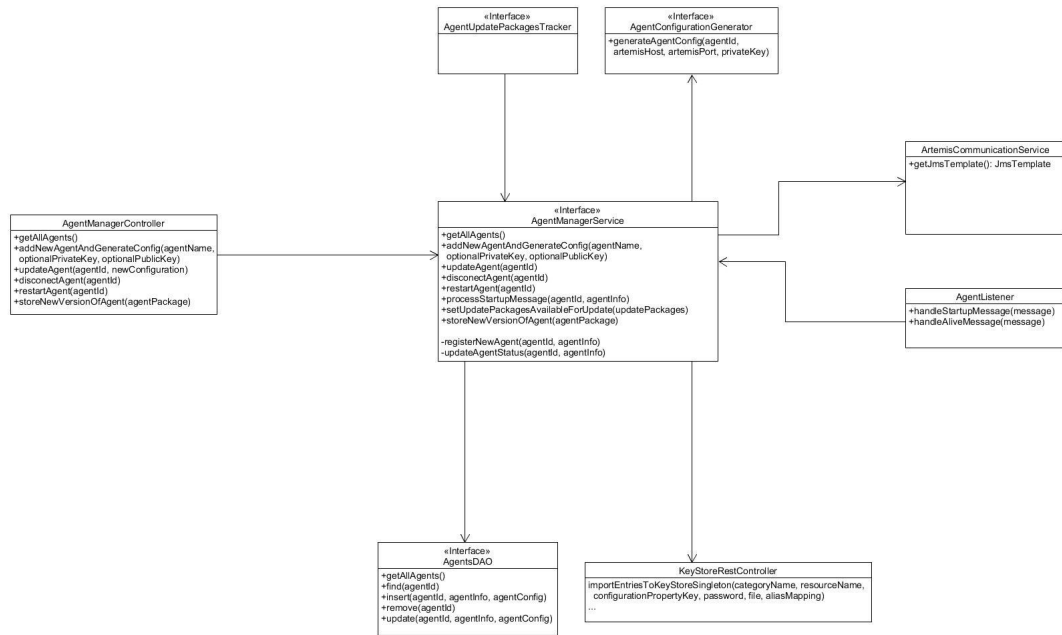 «Interface»
AgentUpdatePackagesTracker
«Interface»
AgentConfigurationGenerator
+generateAgentConfig(agentId,
artemisHost, artemisPort, privateKey)
ArtemisCommunicationService
+getJmsTemplate(): JmsTemplate
AgentManagerController
+getAllAgents()
+addNewAgentAndGenerateConfig(agentName,
optionalPrivateKey, optionalPublicKey)
+updateAgent(agentId, newConfiguration)
+disconectAgent(agentId)
+restartAgent(agentId)
+storeNewVersionOfAgent(agentPackage)
«Interface»
AgentManagerService
+getAllAgents()
+addNewAgentAndGenerateConfig(agentName,
optionalPrivateKey, optionalPublicKey)
+updateAgent(agentId)
+disconectAgent(agentId)
+restartAgent(agentId)
+processStartupMessage(agentId, agentInfo)
+setUpdatePackagesAvailableForUpdate(updatePackages)
+storeNewVersionOfAgent(agentPackage)
-registerNewAgent(agentId, agentInfo)
-updateAgentStatus(agentId, agentInfo)
AgentListener
+handleStartupMessage(message)
+handleAliveMessage(message)
«Interface»
AgentsDAO
+getAllAgents()
+find(agentId)
+insert(agentId, agentInfo, agentConfig)
+remove(agentId)
+update(agentId, agentInfo, agentConfig)
KeyStoreRestController
importEntriesToKeyStoreSingleton(categoryName, resourceName,
configurationPropertyKey, password, file, aliasMapping)
...